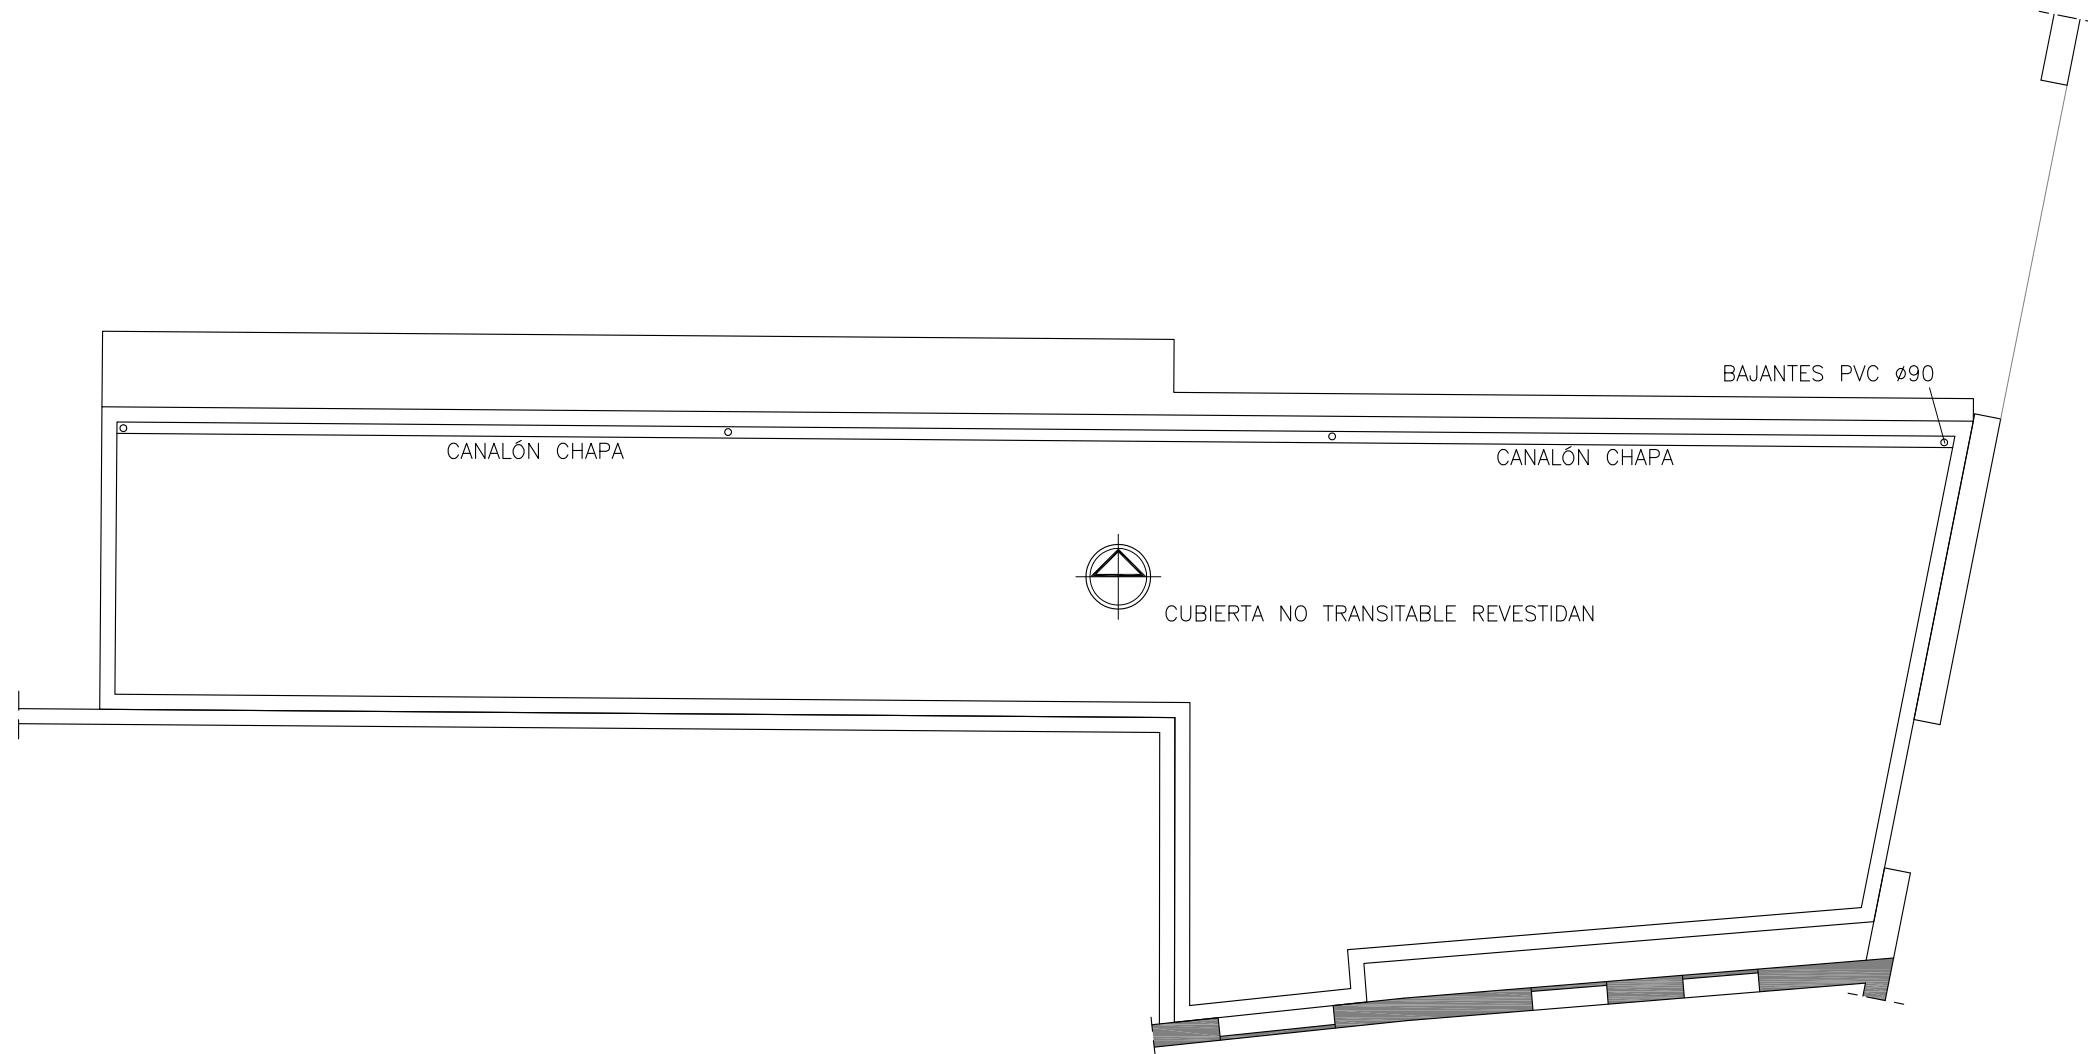 BAJANTES PVC ø90
CANALÓN CHAPA
CANALÓN CHAPA
CUBIERTA NO TRANSITABLE REVESTIDAN